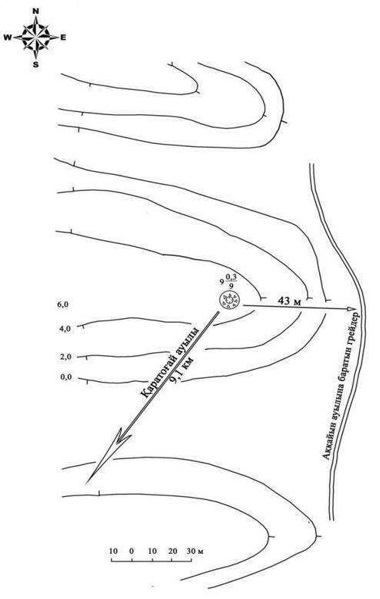 N
W E
S
0,3
9
9
43 м
6,0
4,0
2,0
0,0
Қаратоғай ауылы
9,1 км
Аккайын ауылына баратын грейдер
10 0 10 20 30 м